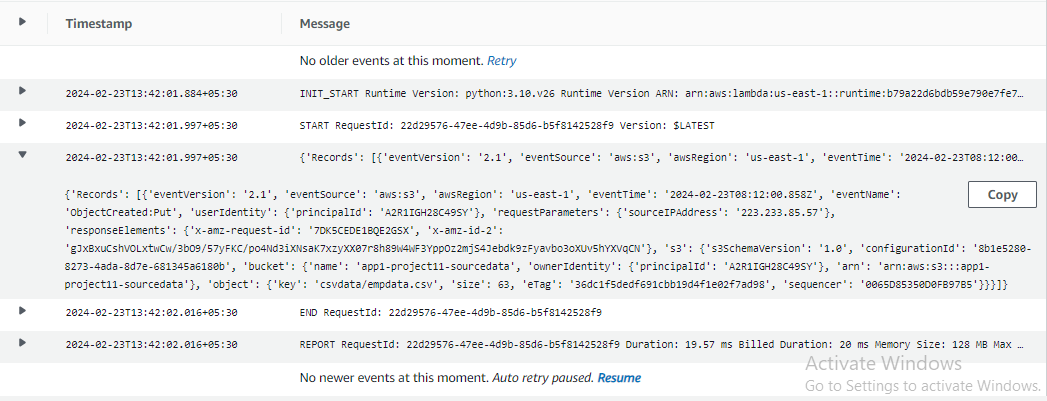 Timestamp Message
No older events at this moment. Retry
2024-02-23T13:42:01.884+05:30 INIT_START Runtime Version: python:3.10.v26 Runtime Version ARN: arn:aws:lambda:us-east-1::runtime:b79a22d6bdb59e790e7fe7…
2024-02-23T13:42:01.997+05:30 START RequestId: 22d29576-47ee-4d9b-85d6-b5f8142528f9 Version: $LATEST
2024-02-23T13:42:01.997+05:30 {'Records': [{'eventVersion': '2.1', 'eventSource': 'aws:s3', 'awsRegion': 'us-east-1', 'eventTime': '2024-02-23T08:12:00…
{'Records': [{'eventVersion': '2.1', 'eventSource': 'aws:s3', 'awsRegion': 'us-east-1', 'eventTime': '2024-02-23T08:12:00.858Z', 'eventName':
Copy
'ObjectCreated:Put', 'userIdentity': {'principalId': 'A2R1IGH28C49SY'}, 'requestParameters': {'sourceIPAddress': '223.233.85.57'},
'responseElements': {'x-amz-request-id': '7DK5CEDE1BQE2GSX', 'x-amz-id-2':
'gJxBxuCshVOLxtwCw/3bO9/57yFKC/po4Nd3iXNsaK7xzyXX07r8h89W4WF3YppOz2mjS4Jebdk9zFyavbo3oXUv5hYXVqCN'}, 's3': {'s3SchemaVersion': '1.0', 'configurationId': '8b1e5280-
8273-4ada-8d7e-681345a6180b', 'bucket': {'name': 'app1-project11-sourcedata', 'ownerIdentity': {'principalId': 'A2R1IGH28C49SY'}, 'arn': 'arn:aws:s3:::app1-
project11-sourcedata'}, 'object': {'key': 'csvdata/empdata.csv', 'size': 63, 'eTag': '36dc1f5dedf691cbb19d4f1e02f7ad98', 'sequencer': '0065D85350D0FB97B5'}}}]}
2024-02-23T13:42:02.016+05:30 END RequestId: 22d29576-47ee-4d9b-85d6-b5f8142528f9
2024-02-23T13:42:02.016+05:30 REPORT RequestId: 22d29576-47ee-4d9b-85d6-b5f8142528f9 Duration: 19.57 ms Billed Duration: 20 ms Memory Size: 128 MB Max …
No newer events at this moment. Auto retry paused. Resume
Activate Windows
Go to Settings to activate Windows.